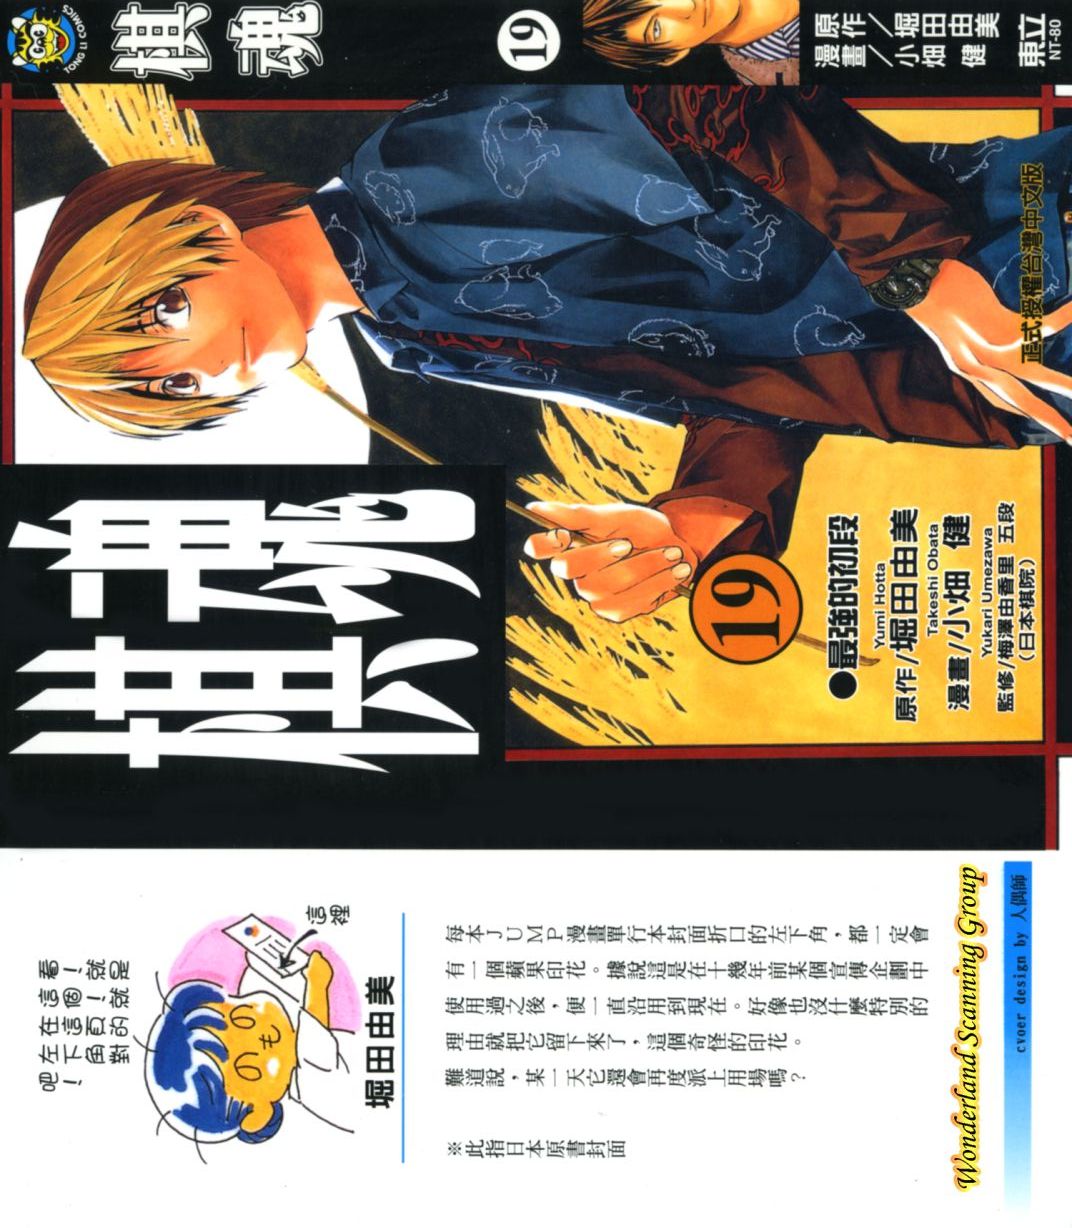 TONG LI COMICS
棋魂
19
原作／堀田由美
漫畫／小畑 健
東立
NT-80
正式授權台灣中文版
棋魂
19
●最強的初段
Yumi Hotta
原作/堀田由美
Takeshi Obata
漫畫/小畑 健
Yukari Umezawa
監修/梅澤由香里 五段
(日本棋院)
看！就是
這個！就
在這頁的
左下角對
吧！
這裡
堀田由美
每本ＪＵＭＰ漫畫單行本封面折口的左下角，都一定會
有一個蘋果印花。據說這是在十幾年前某個宣傳企劃中
使用過之後，便一直沿用到現在。好像也沒什麼特別的
理由就把它留下來了，這個奇怪的印花。
難道說，某一天它還會再度派上用場嗎？
※此指日本原書封面
Wonderland Scanning Group
cvoer design by 人偶師